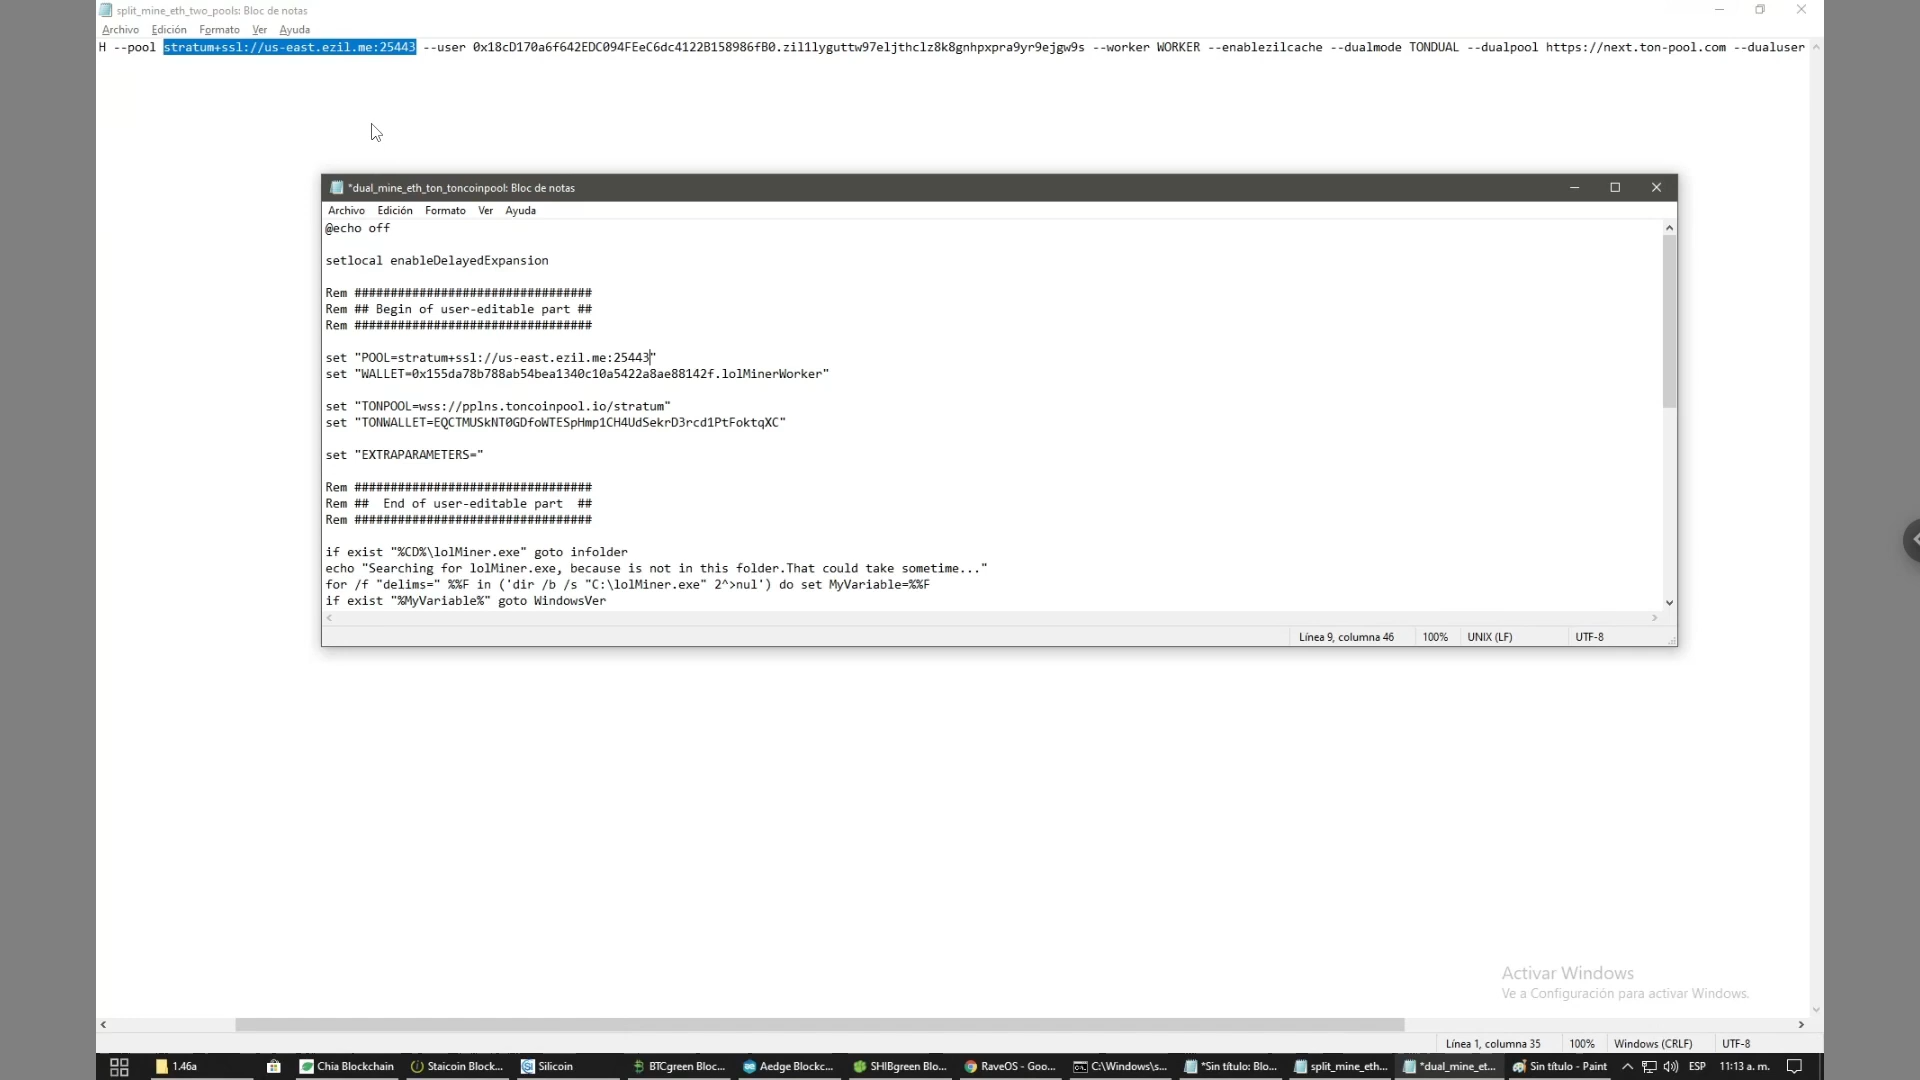 split_mine_eth_two_pools: Bloc de notas
Archivo Edición Formato Ver Ayuda
H --pool stratum+ssl://us-east.ezil.me:25443 --user 0x18cD170a6f642EDC094FEeC6dc4122B158986fB0.zil1lyguttw97eljthclz8k8gnhpxpra9yr9ejgw9s --worker WORKER --enablezilcache --dualmode TONDUAL --dualpool https://next.ton-pool.com --dualuser
*dual_mine_eth_ton_toncoinpool: Bloc de notas
Archivo Edición Formato Ver Ayuda
@echo off
setlocal enableDelayedExpansion
Rem #################################
Rem ## Begin of user-editable part ##
Rem #################################
set "POOL=stratum+ssl://us-east.ezil.me:25443"
set "WALLET=0x155da78b788ab54bea1340c10a5422a8ae88142f.lolMinerWorker"
set "TONPOOL=wss://pplns.toncoinpool.io/stratum"
set "TONWALLET=EQCTMUSkNT0GDfoWTESpHmp1CH4UdSekrD3rcd1PtFoktqXC"
set "EXTRAPARAMETERS="
Rem #################################
Rem ##  End of user-editable part  ##
Rem #################################
if exist "%CD%\lolMiner.exe" goto infolder
echo "Searching for lolMiner.exe, because is not in this folder.That could take sometime..."
for /f "delims=" %%F in ('dir /b /s "C:\lolMiner.exe" 2^>nul') do set MyVariable=%%F
if exist "%MyVariable%" goto WindowsVer
Línea 9, columna 46 100% UNIX (LF) UTF-8
Activar Windows
Ve a Configuración para activar Windows.
Línea 1, columna 35 100% Windows (CRLF) UTF-8
1.46a Chia Blockchain Staicoin Block... Silicoin BTCgreen Bloc... Aedge Blockc... SHIBgreen Blo... RaveOS - Goo... C:\Windows\s... *Sin título: Blo... split_mine_eth... *dual_mine_et... Sin título - Paint ESP 11:13 a. m.